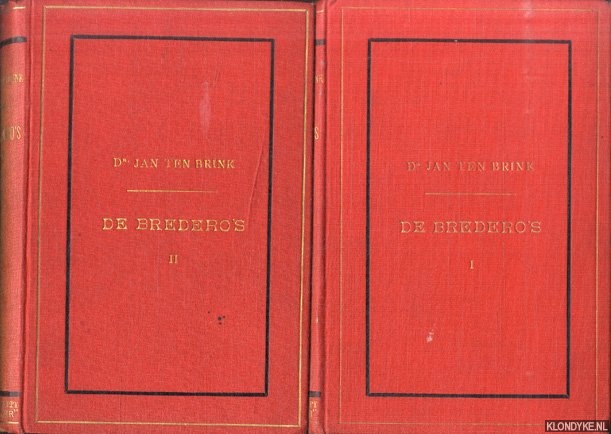 Dr. JAN TEN BRINK
DE BREDERO'S
II
Dr. JAN TEN BRINK
DE BREDERO'S
I
KLONDYKE.NL